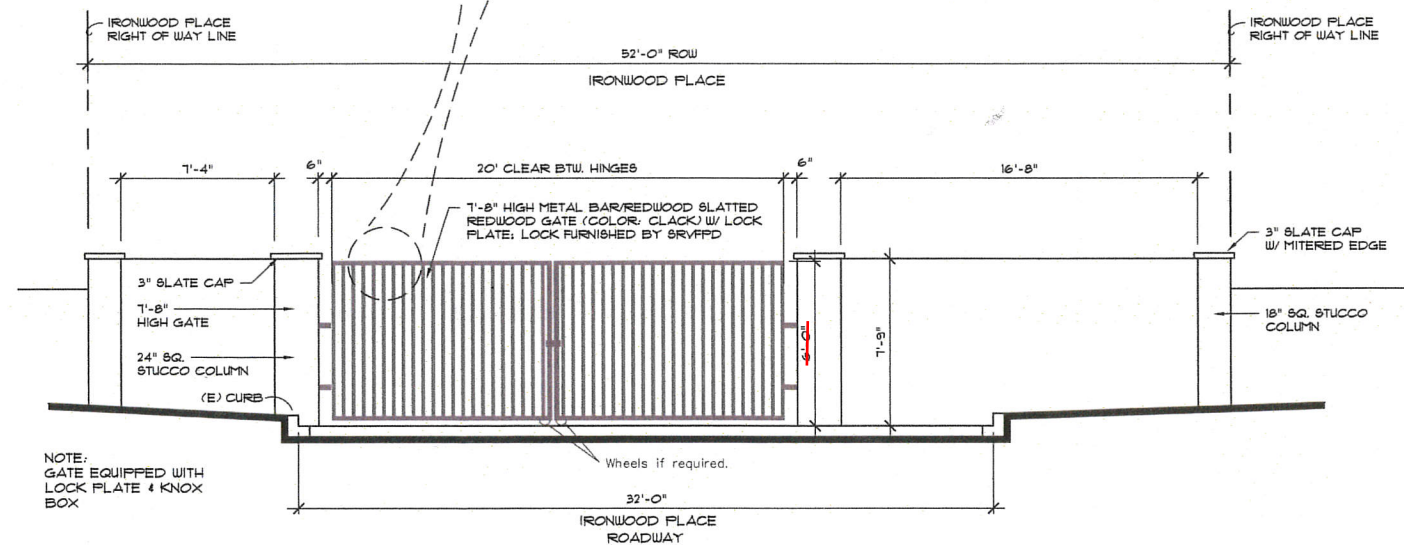 IRONWOOD PLACE
RIGHT OF WAY LINE
IRONWOOD PLACE
RIGHT OF WAY LINE
52'-0" ROW
IRONWOOD PLACE
7'-4"
6"
20' CLEAR BTW. HINGES
6"
16'-8"
7'-8" HIGH METAL BAR/REDWOOD SLATTED
REDWOOD GATE (COLOR: CLACK) W/ LOCK
PLATE; LOCK FURNISHED BY SRVFPD
3" SLATE CAP
W/ MITERED EDGE
3" SLATE CAP
7'-8"
HIGH GATE
18" SQ. STUCCO
COLUMN
6'-0"
7'-9"
24" SQ.
STUCCO COLUMN
(E) CURB
NOTE:
GATE EQUIPPED WITH
LOCK PLATE & KNOX
BOX
Wheels if required.
32'-0"
IRONWOOD PLACE
ROADWAY